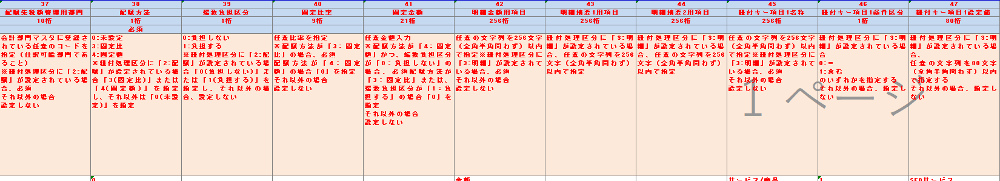 37 38 39 40 41 42 43 44 45 46 47
配賦先税額管理用部門 配賦方法 端数負担区分 固定比率 固定金額 明細金額用項目 明細摘要1用項目 明細摘要2用項目 紐付キー項目1名称 紐付キー項目1条件区分 紐付キー項目1設定値
10桁 1桁 1桁 9桁 21桁 256桁 256桁 256桁 256桁 1桁 80桁
必須
会計部門マスタに登録さ
れている任意のコードを
指定（仕訳可能部門であ
ること）
※紐付処理区分に「2:配
賦」が設定されている場
合、必須
それ以外の場合
設定しない
0:未設定
3:固定比
4:固定額
※紐付処理区分に「2:配
賦」が設定されている場
合「3(固定比)」または
「4(固定額)」を指定
し、それ以外は「0(未設
定)」を指定
0:負担しない
1:負担する
※紐付処理区分に「2:配
賦」が設定されている場
合「0(負担しない)」ま
たは「1(負担する)」を
指定し、それ以外の場
合、設定しない
任意比率を指定
※配賦方法が「3：固定
比」の場合、必須
配賦方法が「4：固定
額」の場合「0」を指定
それ以外の場合
設定しない
任意金額入力
※配賦方法が「4：固定
額」かつ、端数負担区分
が「0：負担しない」の
場合、必須配賦方法が
「3：固定比」または、
端数負担区分が「1：負
担する」の場合「0」を
指定
それ以外の場合
設定しない
任意の文字列を256文字
（全角半角問わず）以内
で指定※紐付処理区分に
「3:明細」が設定されて
いる場合、必須
それ以外の場合
設定しない
紐付処理区分に「3:明
細」が設定されている場
合、任意の文字列を256
文字（全角半角問わず）
以内で指定
紐付処理区分に「3:明
細」が設定されている場
合、任意の文字列を256
文字（全角半角問わず）
以内で指定
任意の文字列を256文字
（全角半角問わず）以内
で指定※紐付処理区分に
「3:明細」が設定されて
いる場合、必須
それ以外の場合
設定しない
紐付処理区分に「3:明
細」が設定されている場
合
0:=
1:含む
のいずれかを指定する
それ以外の場合、指定し
ない
紐付処理区分に「3:明
細」が設定されている場
合、
任意の文字列を80文字
（全角半角問わず）以内
で指定する
それ以外の場合、指定し
ない
1 ページ
0 金額 サービス/商品 1 SEOサービス